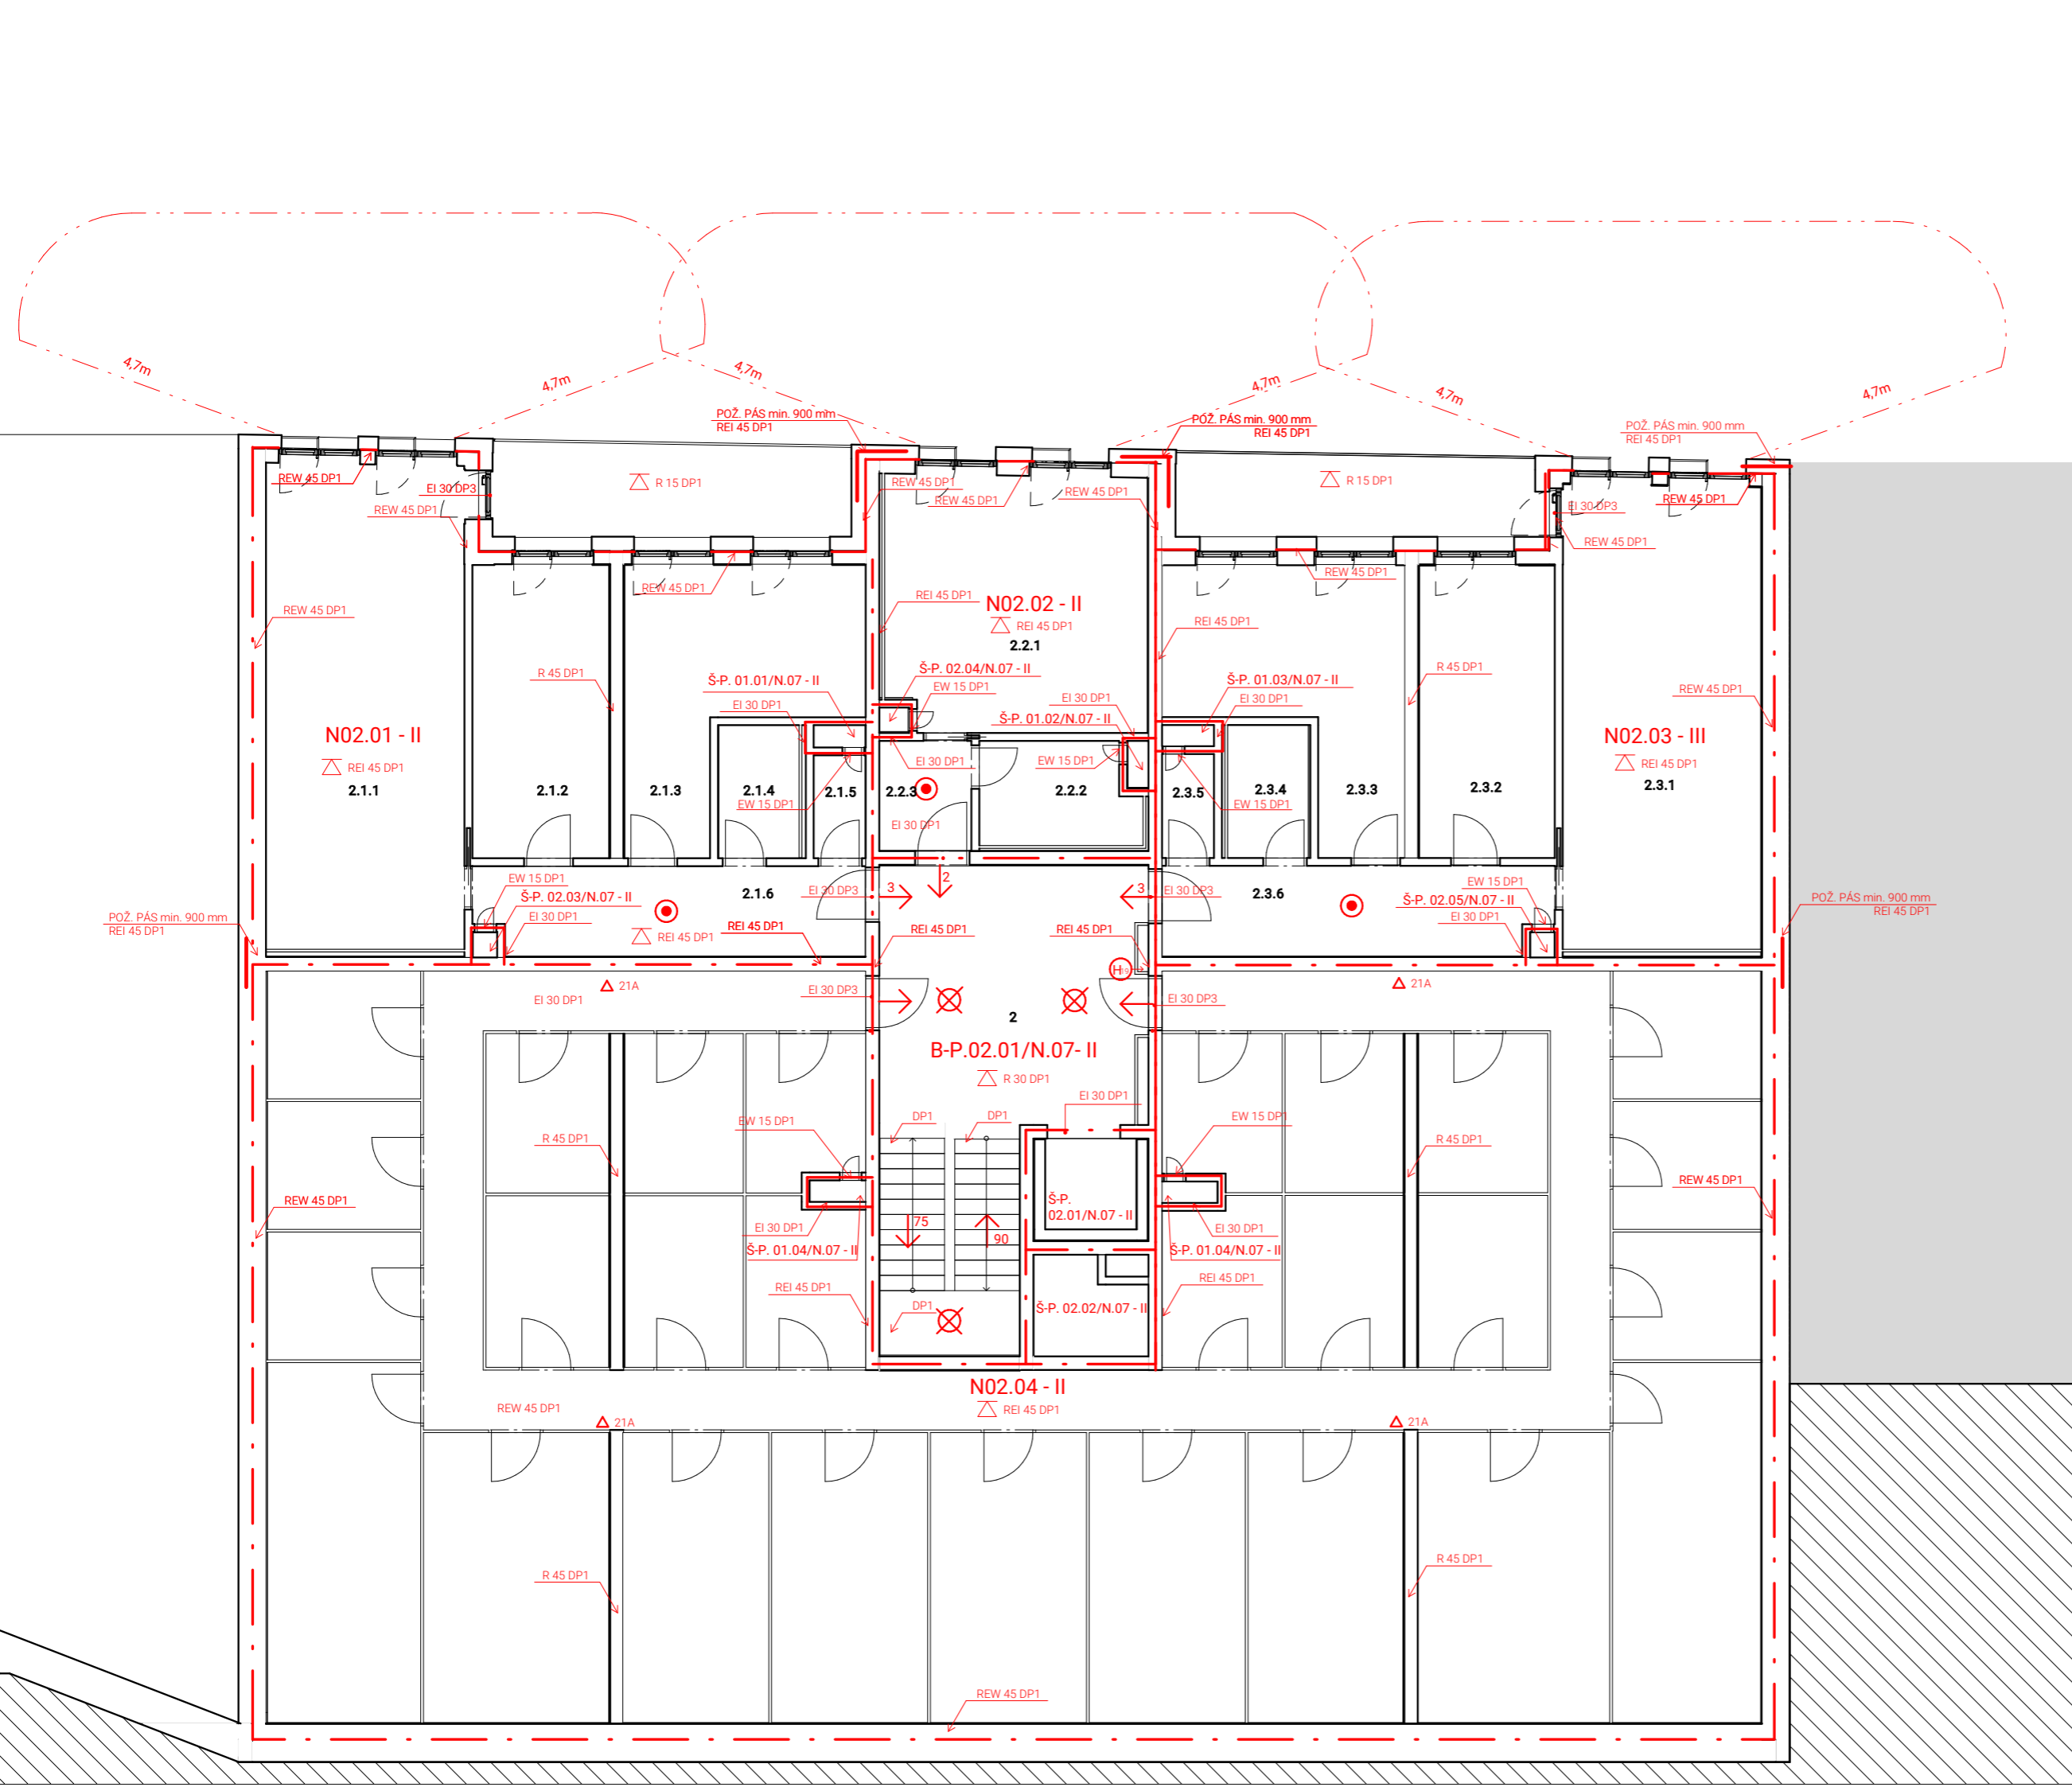 4,7m
4,7m
4,7m
4,7m
4,7m
4,7m
POŽ. PÁS min. 900 mm
REI 45 DP1
POŽ. PÁS min. 900 mm
REI 45 DP1
POŽ. PÁS min. 900 mm
REI 45 DP1
REW 45 DP1
EI 30 DP3
REW 45 DP1
R 15 DP1
REW 45 DP1
REW 45 DP1
REW 45 DP1
R 15 DP1
REW 45 DP1
EI 30 DP3
REW 45 DP1
REW 45 DP1
REW 45 DP1
REW 45 DP1
REI 45 DP1
N02.02 - II
REI 45 DP1
2.2.1
REI 45 DP1
R 45 DP1
Š-P. 01.01/N.07 - II
EI 30 DP1
Š-P. 02.04/N.07 - II
EW 15 DP1
EI 30 DP1
Š-P. 01.02/N.07 - II
Š-P. 01.03/N.07 - II
EI 30 DP1
R 45 DP1
REW 45 DP1
N02.01 - II
REI 45 DP1
2.1.1
N02.03 - III
REI 45 DP1
2.3.1
EI 30 DP1
EW 15 DP1
2.1.2
2.1.3
2.1.4
2.1.5
2.2.3
2.2.2
2.3.5
2.3.4
2.3.3
2.3.2
EW 15 DP1
EW 15 DP1
EI 30 DP1
EW 15 DP1
Š-P. 02.03/N.07 - II
EI 30 DP1
2.1.6
EI 30 DP3
3
2
3
EI 30 DP3
2.3.6
EW 15 DP1
Š-P. 02.05/N.07 - II
EI 30 DP1
POŽ. PÁS min. 900 mm
REI 45 DP1
POŽ. PÁS min. 900 mm
REI 45 DP1
REI 45 DP1
REI 45 DP1
REI 45 DP1
REI 45 DP1
H
21A
EI 30 DP1
EI 30 DP3
EI 30 DP3
21A
2
B-P.02.01/N.07- II
R 30 DP1
EI 30 DP1
DP1
DP1
EW 15 DP1
EW 15 DP1
R 45 DP1
R 45 DP1
REW 45 DP1
REW 45 DP1
Š-P.
02.01/N.07 - II
75
90
EI 30 DP1
Š-P. 01.04/N.07 - II
EI 30 DP1
Š-P. 01.04/N.07 - II
REI 45 DP1
REI 45 DP1
DP1
Š-P. 02.02/N.07 - II
N02.04 - II
REI 45 DP1
REW 45 DP1
21A
21A
R 45 DP1
R 45 DP1
REW 45 DP1